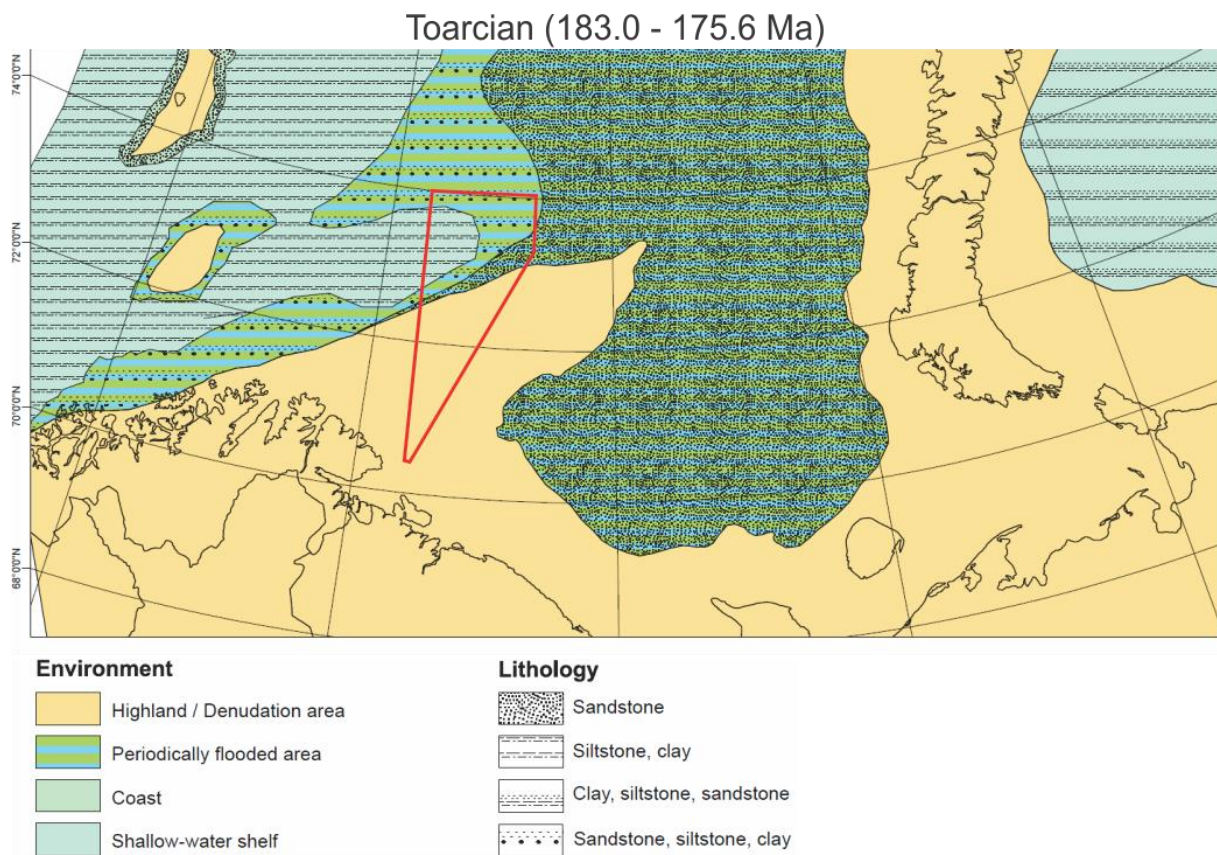 Toarcian (183.0 - 175.6 Ma)
74°0'0"N
72°0'0"N
70°0'0"N
68°0'0"N
Environment
Highland / Denudation area
Periodically flooded area
Coast
Shallow-water shelf
Lithology
Sandstone
Siltstone, clay
Clay, siltstone, sandstone
Sandstone, siltstone, clay